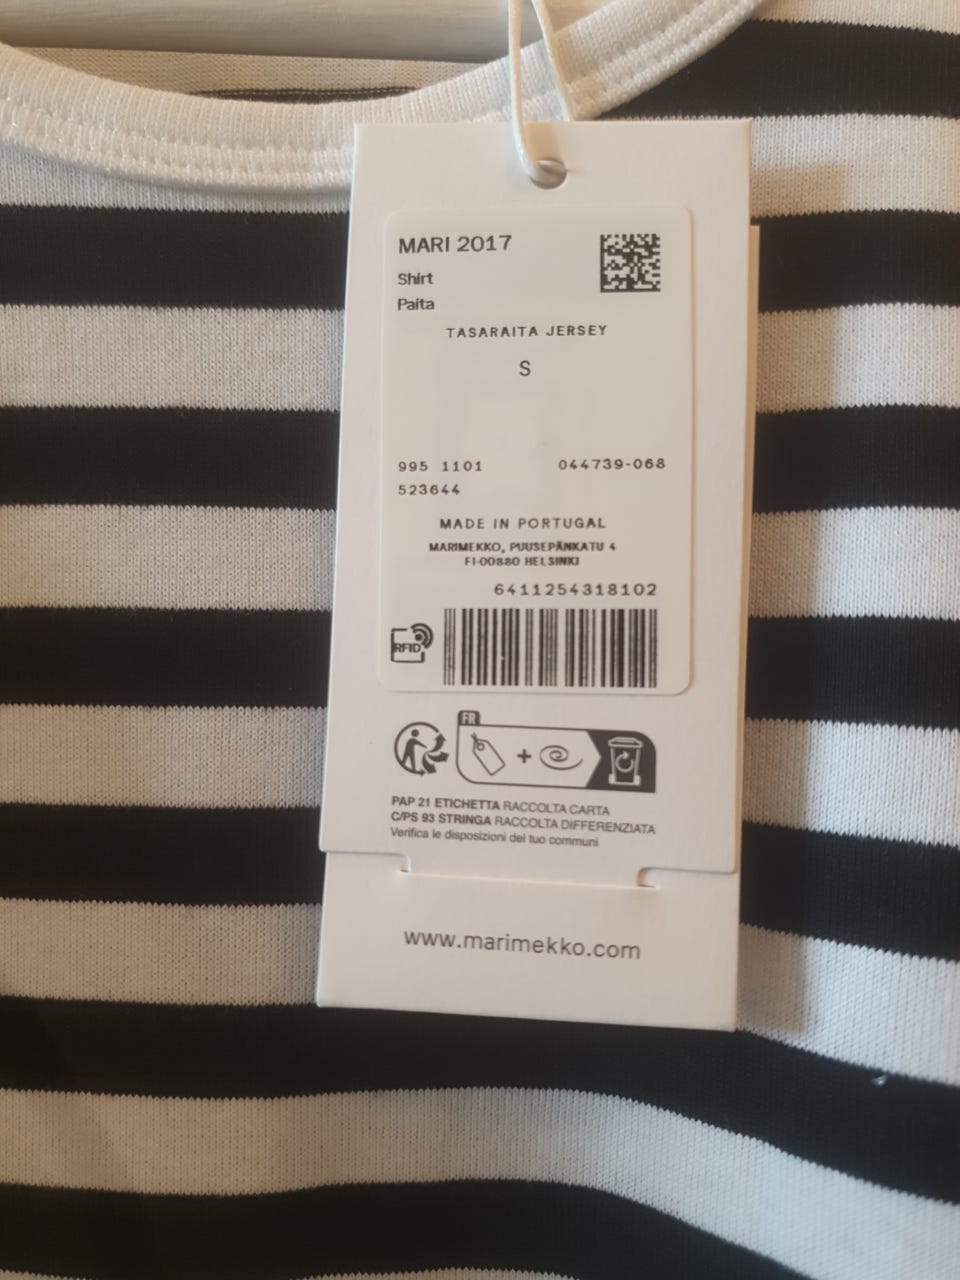 MARI 2017
Shirt
Paita
TASARAITA JERSEY
S
995 1101 044739-068
523644
MADE IN PORTUGAL
MARIMEKKO, PUUSEPÄNKATU 4
FI-00880 HELSINKI
6411254318102
RFID
FR
PAP 21 ETICHETTA RACCOLTA CARTA
C/PS 93 STRINGA RACCOLTA DIFFERENZIATA
Verifica le disposizioni del tuo communi
www.marimekko.com